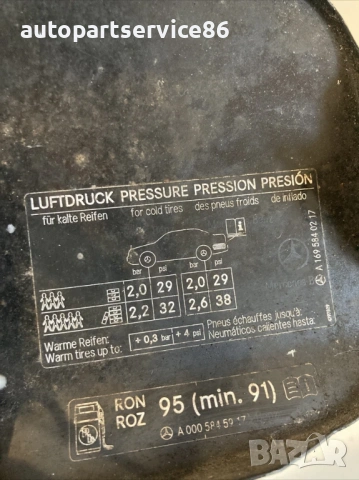 autopartservice86
LUFTDRUCK PRESSURE PRESSION PRESIÓN
für kalte Reifen for cold tires des pneus froids de inflado
bar psi bar psi
2,0 29 2,0 29
2,2 32 2,6 38
Warme Reifen:
Warm tires up to:
+ 0,3 bar + 4 psi
Pneus échauffés jusqu'à:
Neumáticos calientes hasta:
A 169 584 02 17
RON
ROZ
95 (min. 91)
A 000 584 59 17
bazar